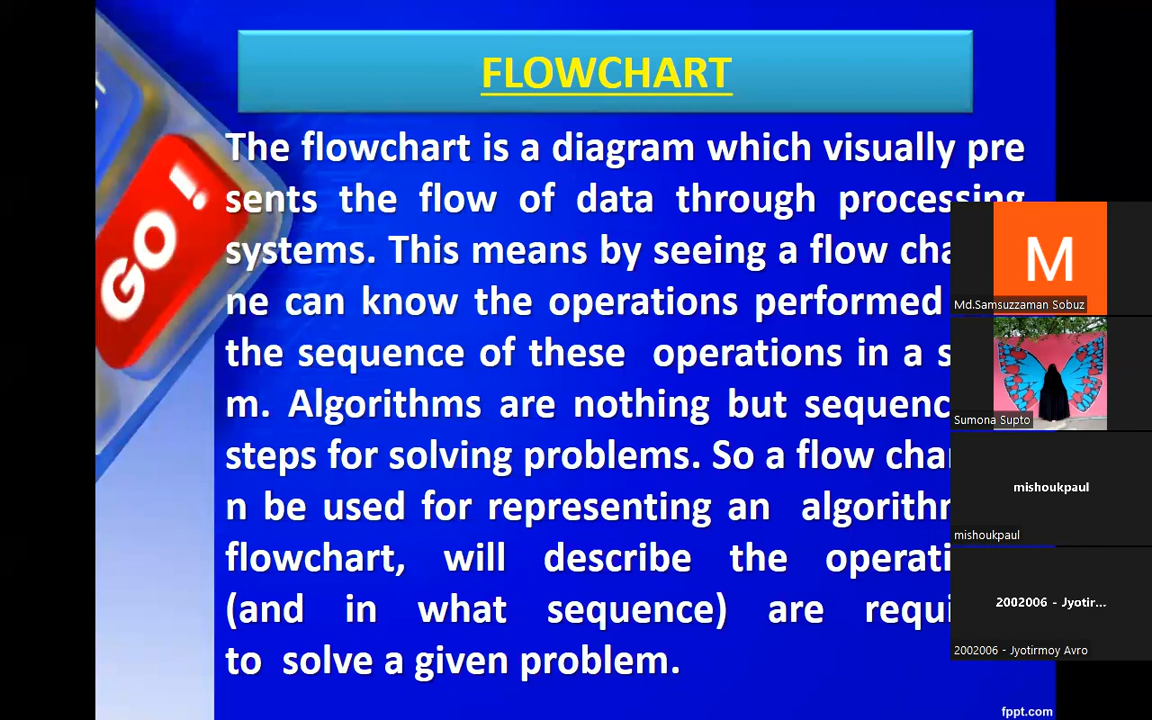 FLOWCHART
The flowchart is a diagram which visually pre
sents the flow of data through processing
systems. This means by seeing a flow cha
ne can know the operations performed
the sequence of these operations in a s
m. Algorithms are nothing but sequenc
steps for solving problems. So a flow cha
n be used for representing an algorith
flowchart, will describe the operati
(and in what sequence) are requi
to solve a given problem.
GO!
M
Md.Samsuzzaman Sobuz
Sumona Supto
mishoukpaul
mishoukpaul
2002006 - Jyotir...
2002006 - Jyotirmoy Avro
fppt.com